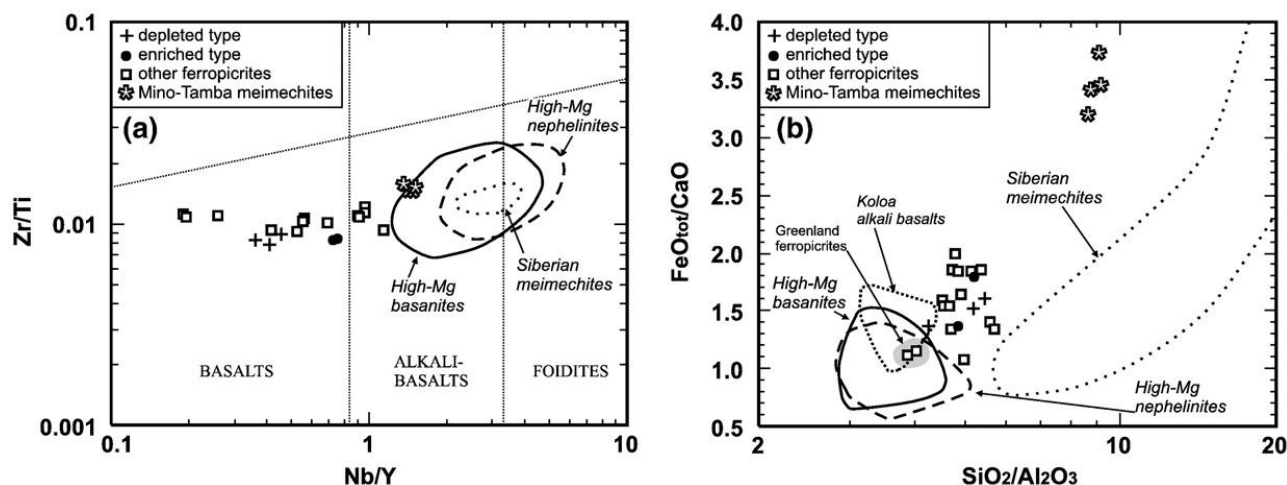 0.1
depleted type
enriched type
other ferropicrites
Mino-Tamba meimechites
(a)
High-Mg
nephelinites
Zr/Ti
0.01
Siberian
meimechites
High-Mg
basanites
BASALTS
ALKALI-
BASALTS
FOIDITES
0.001
0.1
1
10
Nb/Y
4.0
depleted type
enriched type
other ferropicrites
Mino-Tamba meimechites
3.5
(b)
3.0
FeOtot/CaO
2.5
Siberian
meimechites
Koloa
alkali basalts
Greenland
ferropicrites
2.0
High-Mg
basanites
1.5
1.0
High-Mg
nephelinites
0.5
2
10
20
SiO2/Al2O3